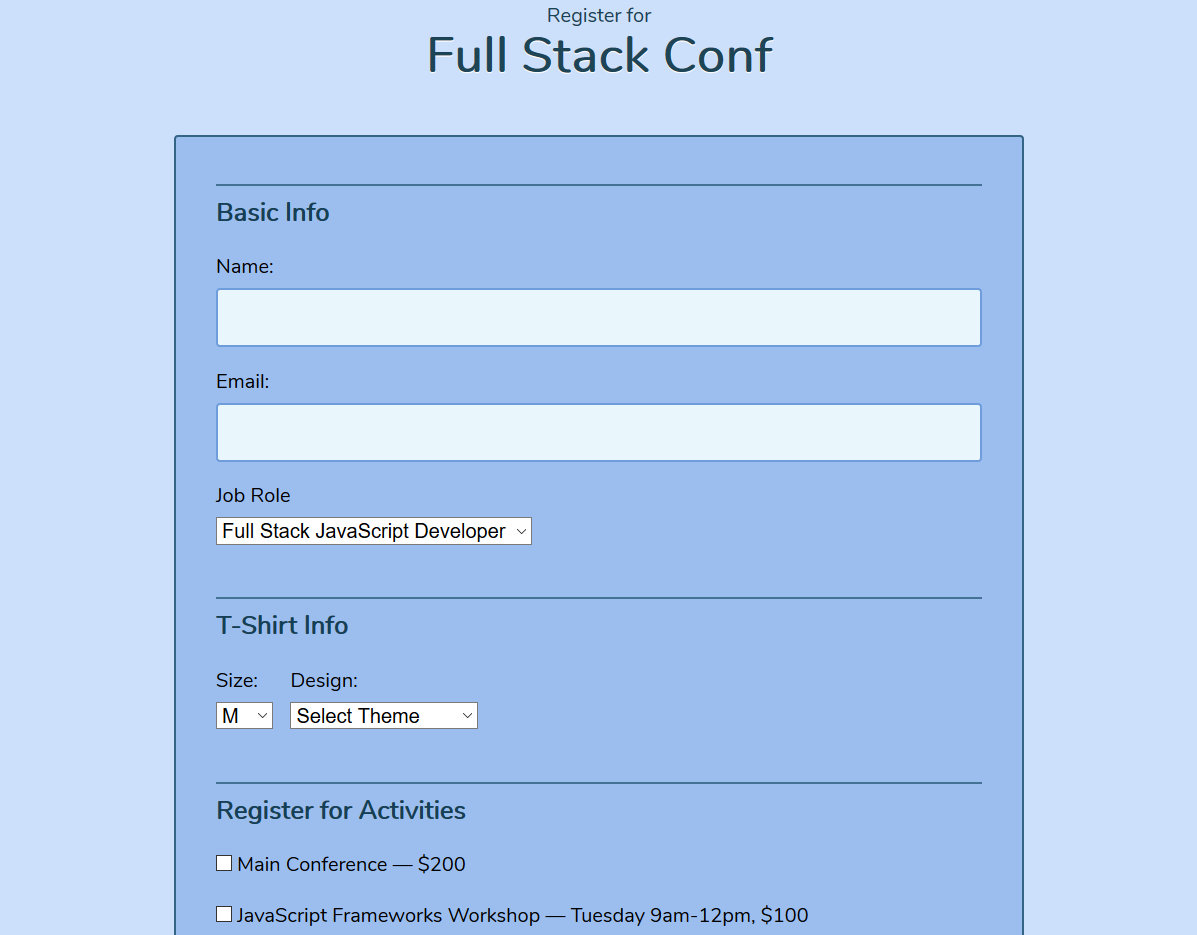 Register for
Full Stack Conf
Basic Info
Name:
Email:
Job Role
Full Stack JavaScript Developer
T-Shirt Info
Size: Design:
M Select Theme
Register for Activities
Main Conference — $200
JavaScript Frameworks Workshop — Tuesday 9am-12pm, $100